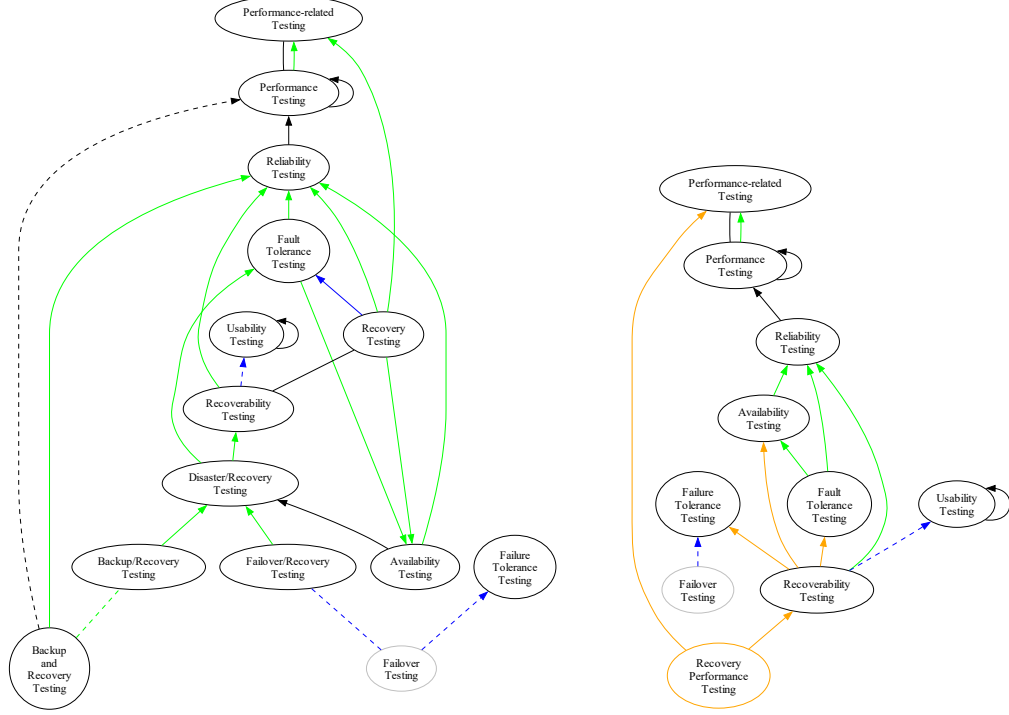 Performance-related
Testing
Performance
Testing
Reliability
Testing
Fault
Tolerance
Testing
Usability
Testing
Recovery
Testing
Recoverability
Testing
Disaster/Recovery
Testing
Backup/Recovery
Testing
Failover/Recovery
Testing
Availability
Testing
Failure
Tolerance
Testing
Backup
and
Recovery
Testing
Failover
Testing
Performance-related
Testing
Performance
Testing
Reliability
Testing
Availability
Testing
Failure
Tolerance
Testing
Fault
Tolerance
Testing
Usability
Testing
Failover
Testing
Recoverability
Testing
Recovery
Performance
Testing